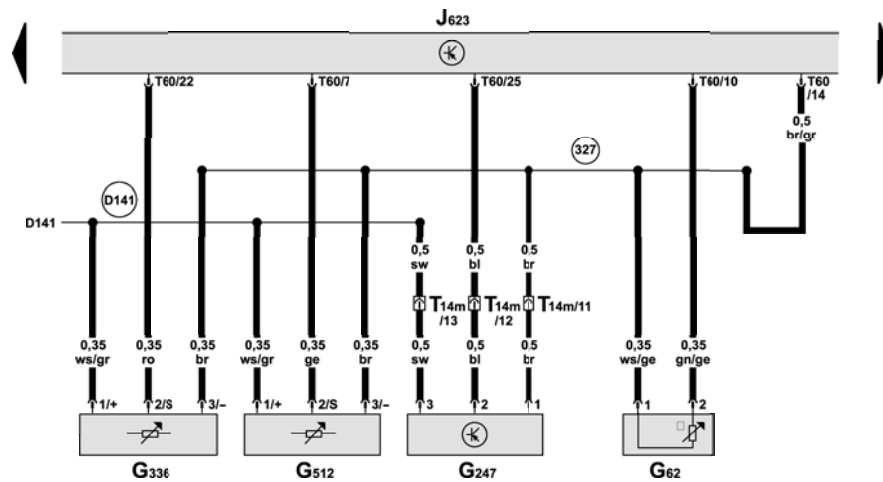 J623
T60/22
T60/7
T60/25
T60/10
T60
/14
0,5
br/gr
327
D141
D141
0,5
sw
0,5
bl
0,5
br
T14m
/13
T14m
/12
T14m/11
0,35
ws/gr
0,35
ro
0,35
br
0,35
ws/gr
0,35
ge
0,35
br
0,5
sw
0,5
bl
0,5
br
0,35
ws/ge
0,35
gn/ge
1/+
2/S
3/–
1/+
2/S
3/–
3
2
1
1
2
G336
G512
G247
G62